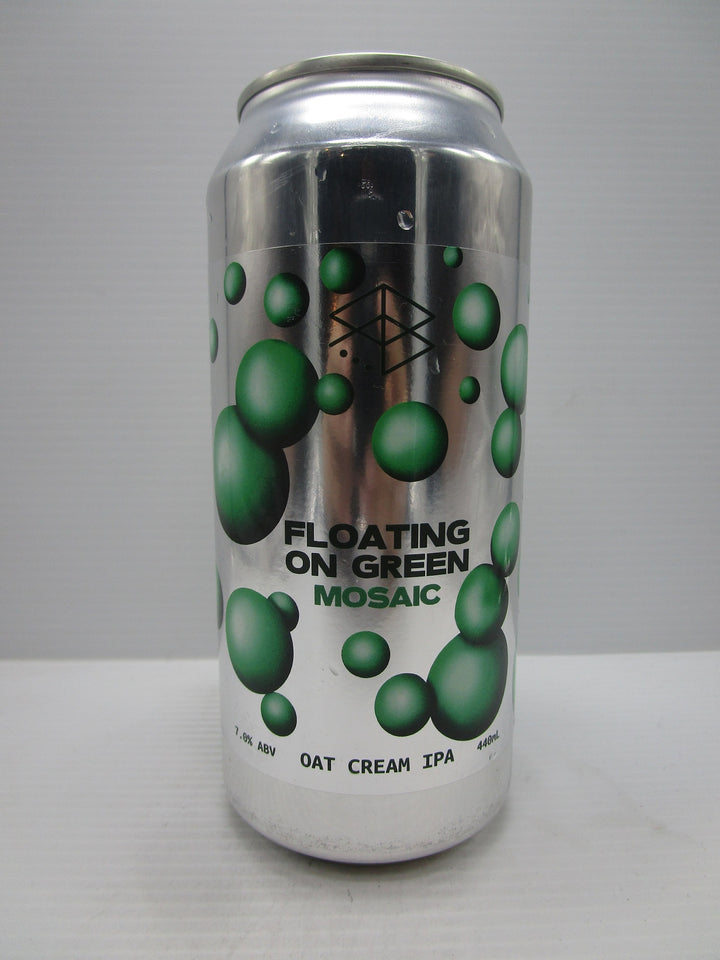 FLOATING
ON GREEN
MOSAIC
7.0% ABV
OAT CREAM IPA
440mL